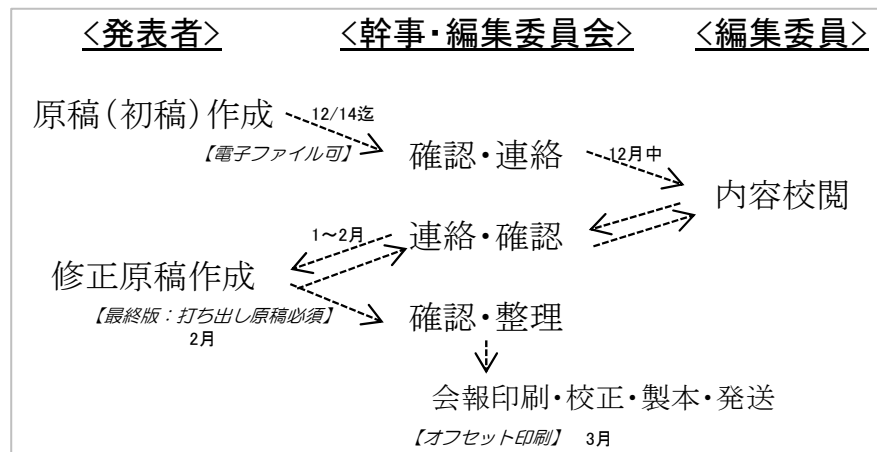 <発表者> <幹事・編集委員会> <編集委員>
原稿(初稿)作成 12/14迄
【電子ファイル可】 確認・連絡 12月中
内容校閲
1～2月 連絡・確認
修正原稿作成
【最終版：打ち出し原稿必須】 確認・整理
2月
会報印刷・校正・製本・発送
【オフセット印刷】 3月